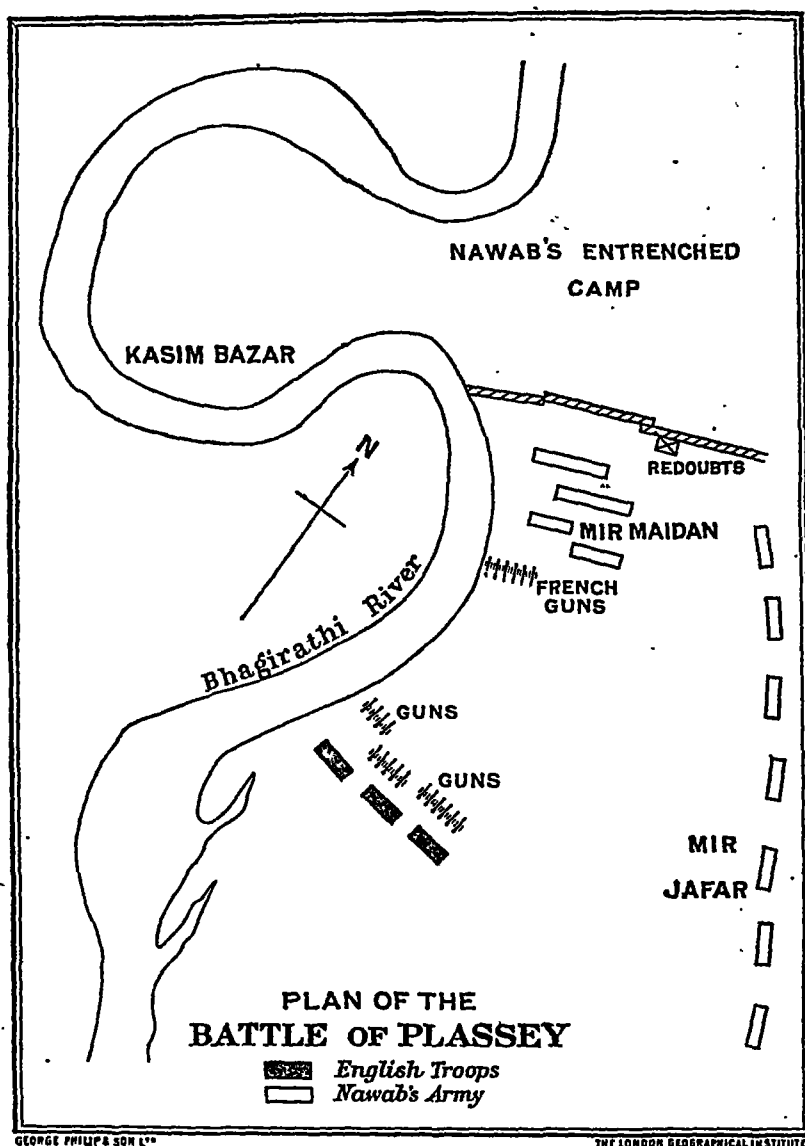 NAWAB'S ENTRENCHED
CAMP
KASIM BAZAR
N
REDOUBTS
MIR MAIDAN
FRENCH
GUNS
Bhagirathi River
GUNS
GUNS
MIR
JAFAR
PLAN OF THE
BATTLE OF PLASSEY
English Troops
Nawab's Army
GEORGE PHILIP & SON LTD
THE LONDON GEOGRAPHICAL INSTITUTE